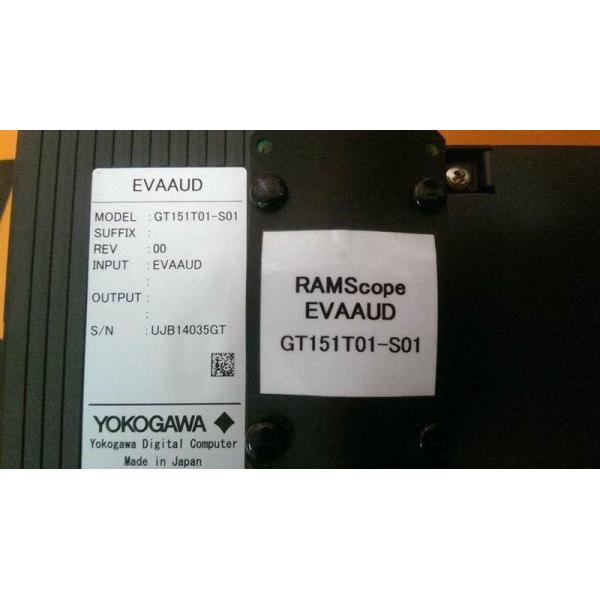 EVAAUD
MODEL : GT151T01-S01
SUFFIX :
REV : 00
INPUT : EVAAUD
:
OUTPUT :
:
S/N : UJB14035GT
YOKOGAWA
Yokogawa Digital Computer
Made in Japan
RAMScope
EVAAUD
GT151T01-S01